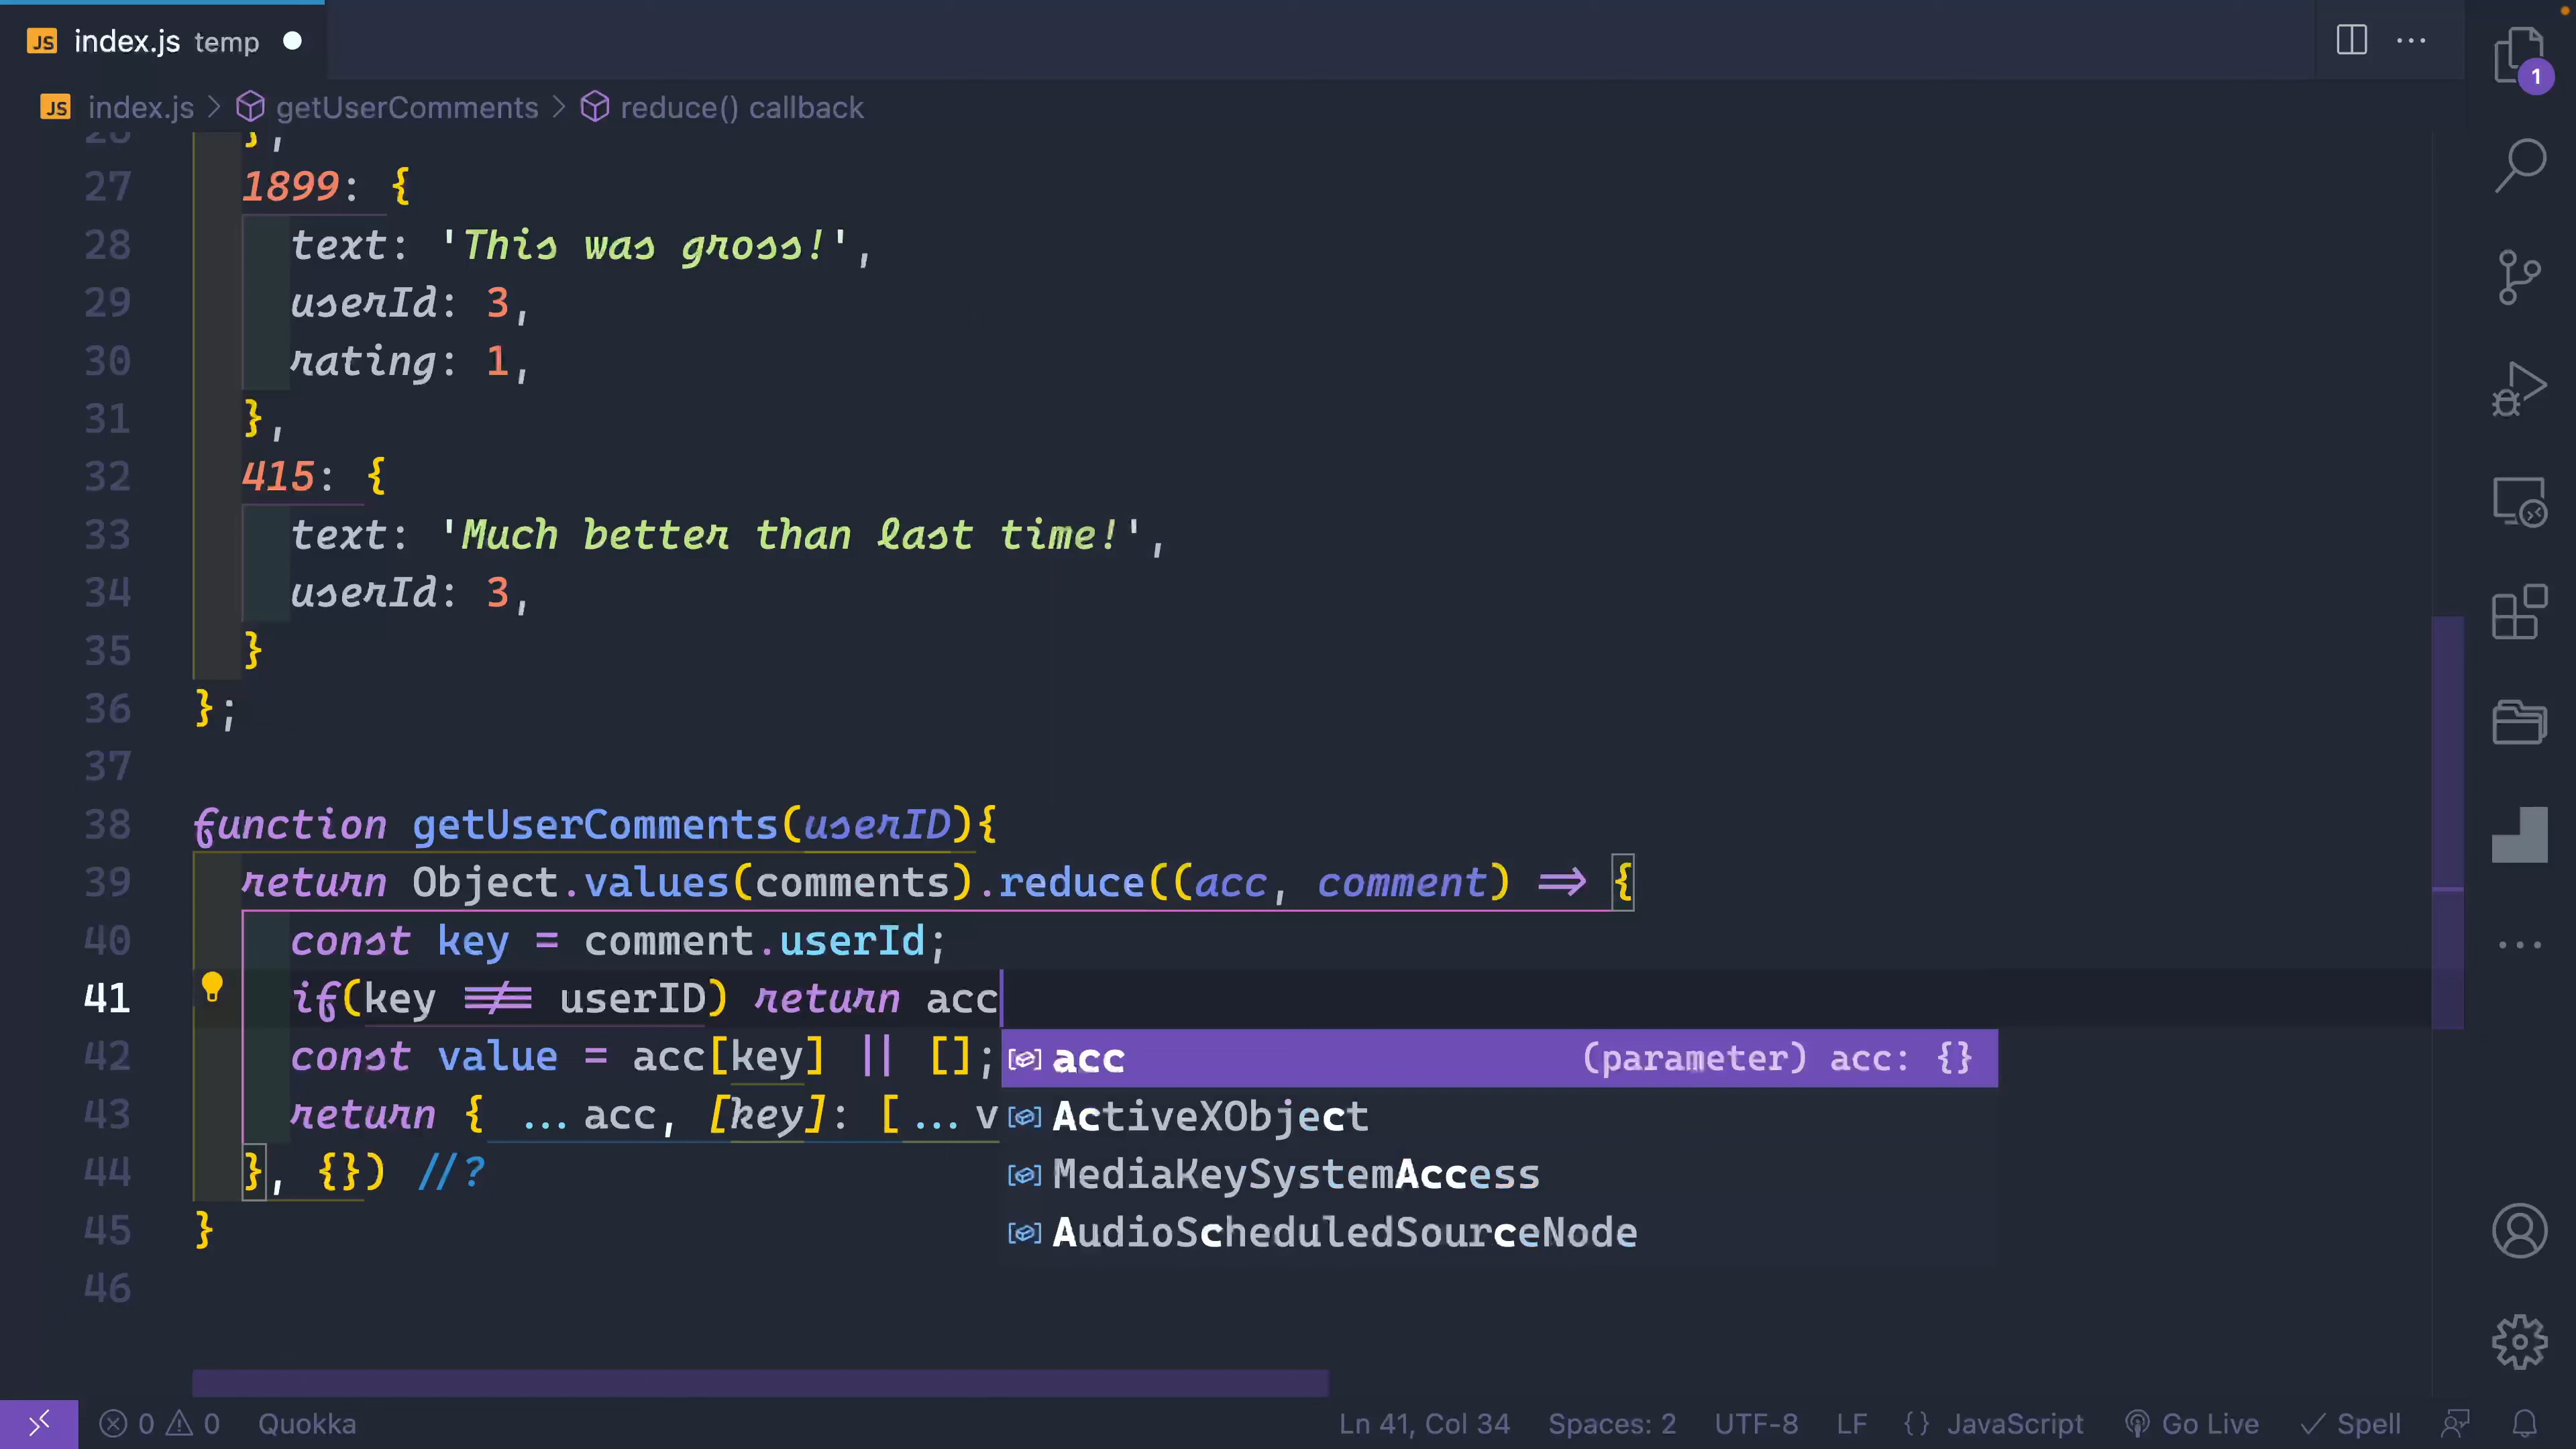 JS index.js temp
JS index.js > getUserComments > reduce() callback
},
27 1899: {
28 text: 'This was gross!',
29 userId: 3,
30 rating: 1,
31 },
32 415: {
33 text: 'Much better than last time!',
34 userId: 3,
35 }
36 };
37
38 function getUserComments(userID){
39 return Object.values(comments).reduce((acc, comment) => {
40 const key = comment.userId;
41 if(key !== userID) return acc
42 const value = acc[key] || [];
43 return { ...acc, [key]: [...v
44 }, {}) //?
45 }
46
acc (parameter) acc: {}
ActiveXObject
MediaKeySystemAccess
AudioScheduledSourceNode
1
0 0 Quokka Ln 41, Col 34 Spaces: 2 UTF-8 LF {} JavaScript Go Live Spell